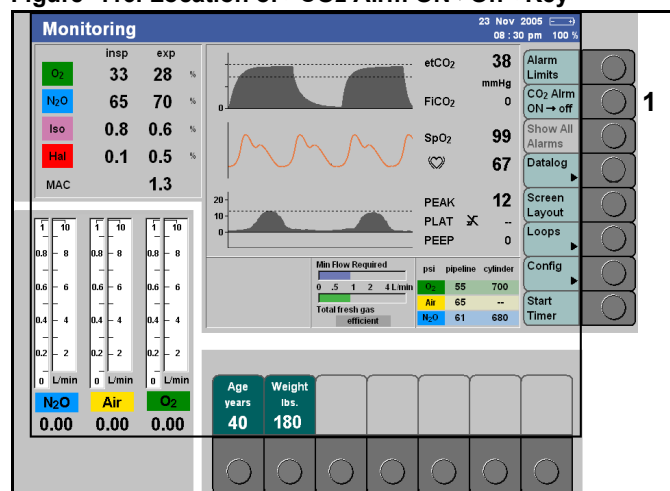 Figure Location of "CO2 Alrm ON→Off" Key
Monitoring
23 Nov 2005
08:30 pm 100 %
insp exp
O2 33 28 %
N2O 65 70 %
Iso 0.8 0.6 %
Hal 0.1 0.5 %
MAC 1.3
0
etCO2 38
mmHg
FiCO2 0
SpO2 99
67
20
10
0
PEAK 12
PLAT --
PEEP 0
Alarm
Limits
CO2 Alrm
ON → off
1
Show All
Alarms
Datalog
Screen
Layout
Loops
Config
Start
Timer
Min Flow Required
0 .5 1 2 4 L/min
Total fresh gas
efficient
psi pipeline cylinder
O2 55 700
Air 65 --
N2O 61 680
1 10
0.8 8
0.6 6
0.4 4
0.2 2
0 L/min
N2O
0.00
1 10
0.8 8
0.6 6
0.4 4
0.2 2
0 L/min
Air
0.00
1 10
0.8 8
0.6 6
0.4 4
0.2 2
0 L/min
O2
0.00
Age
years
40
Weight
lbs.
180